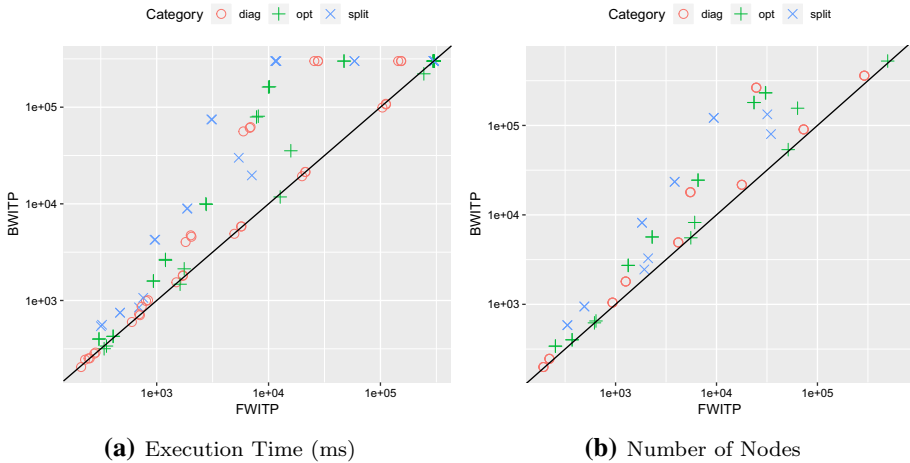 Category diag opt split
1e+05
1e+04
1e+03
BWITP
1e+03 1e+04 1e+05
FWITP
(a) Execution Time (ms)
Category diag opt split
1e+05
1e+04
1e+03
BWITP
1e+03 1e+04 1e+05
FWITP
(b) Number of Nodes